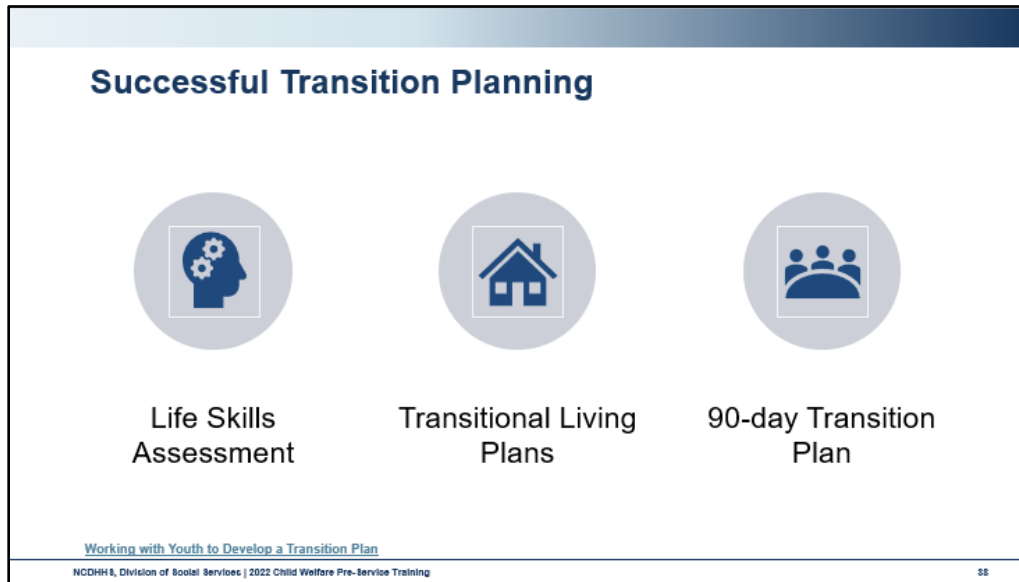 Successful Transition Planning
Life Skills
Assessment
Transitional Living
Plans
90-day Transition
Plan
Working with Youth to Develop a Transition Plan
NCDHHS, Division of Social Services | 2022 Child Welfare Pre-Service Training